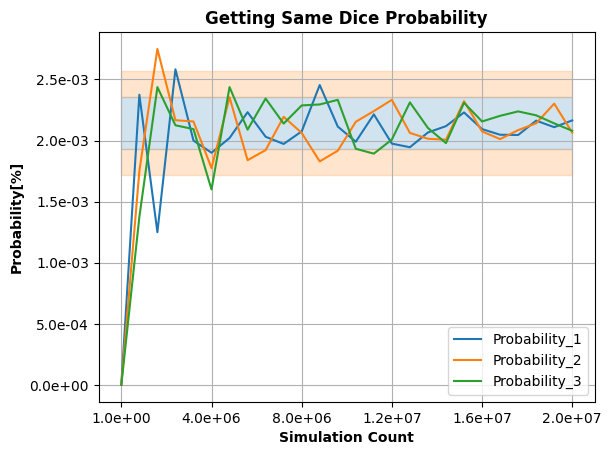 Getting Same Dice Probability
Probability[%]
2.5e-03
2.0e-03
1.5e-03
1.0e-03
5.0e-04
0.0e+00
1.0e+00 4.0e+06 8.0e+06 1.2e+07 1.6e+07 2.0e+07
Simulation Count
Probability_1
Probability_2
Probability_3